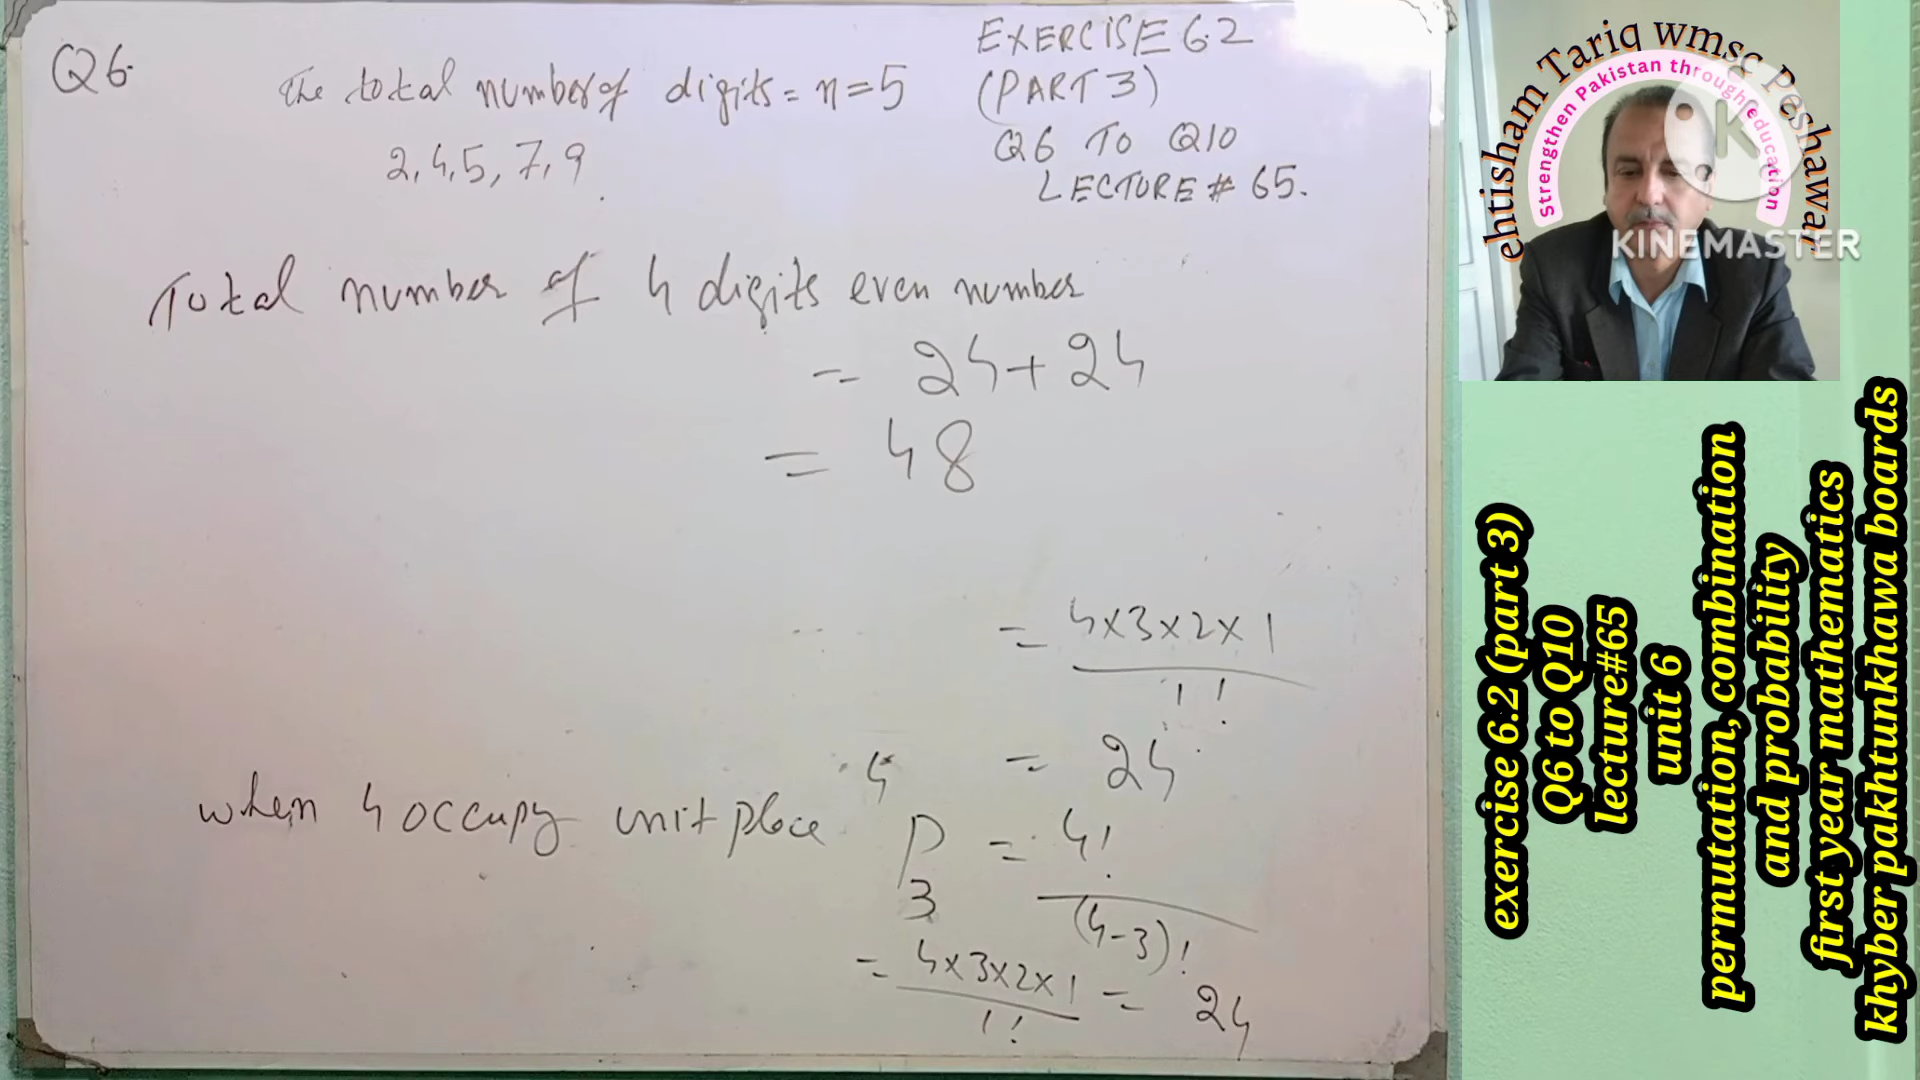 Q6.
The total number of digits = n = 5
2,4,5,7,9
EXERCISE 6.2
(PART 3)
Q6 TO Q10
LECTURE # 65.
Total number of 4 digits even number
= 24 + 24
= 48
= 4×3×2×1
1!
= 24
when 4 occupy unit place 4
P = 4!
3 (4-3)!
= 4×3×2×1 = 24
1!
ehtisham Tariq wmsg Peshawar
Strengthen Pakistan through education
K
KINEMASTER
exercise 6.2 (part 3)
Q6 to Q10
lecture#65
unit 6
permutation, combination
and probability
first year mathematics
khyber pakhtunkhawa boards